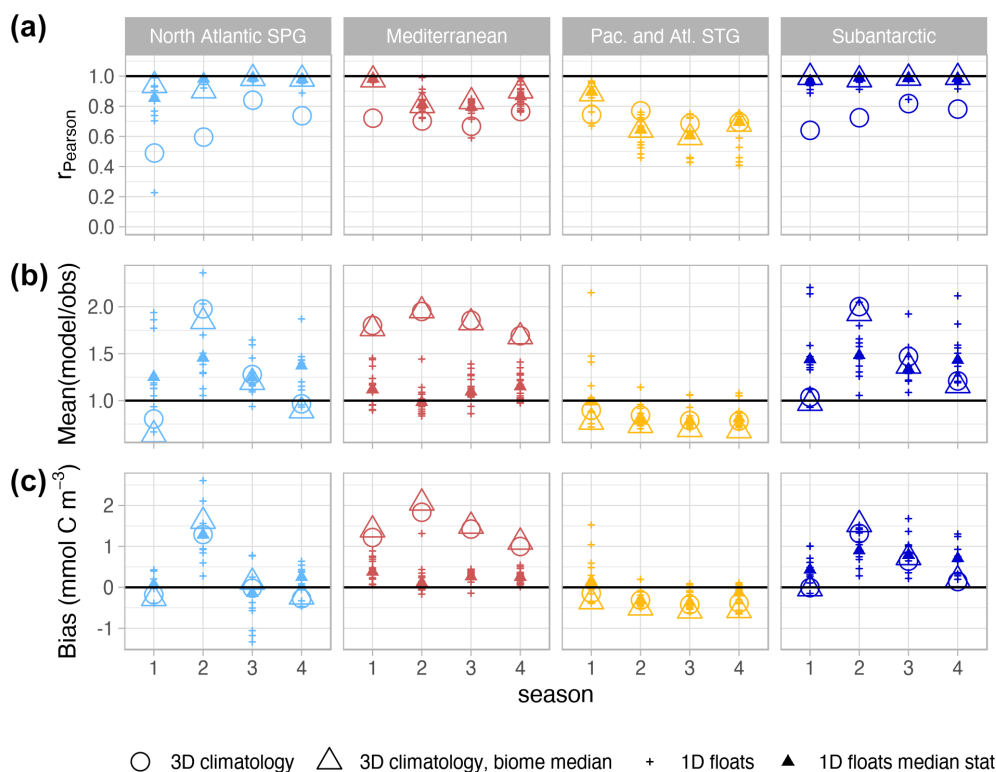 (a)
North Atlantic SPG
Mediterranean
Pac. and Atl. STG
Subantarctic
rPearson
1.0
0.8
0.6
0.4
0.2
0.0
(b)
Mean(model/obs)
2.0
1.5
1.0
(c)
Bias (mmol C m−3)
2
1
0
-1
1 2 3 4
1 2 3 4
1 2 3 4
1 2 3 4
season
3D climatology
3D climatology, biome median
1D floats
1D floats median stat